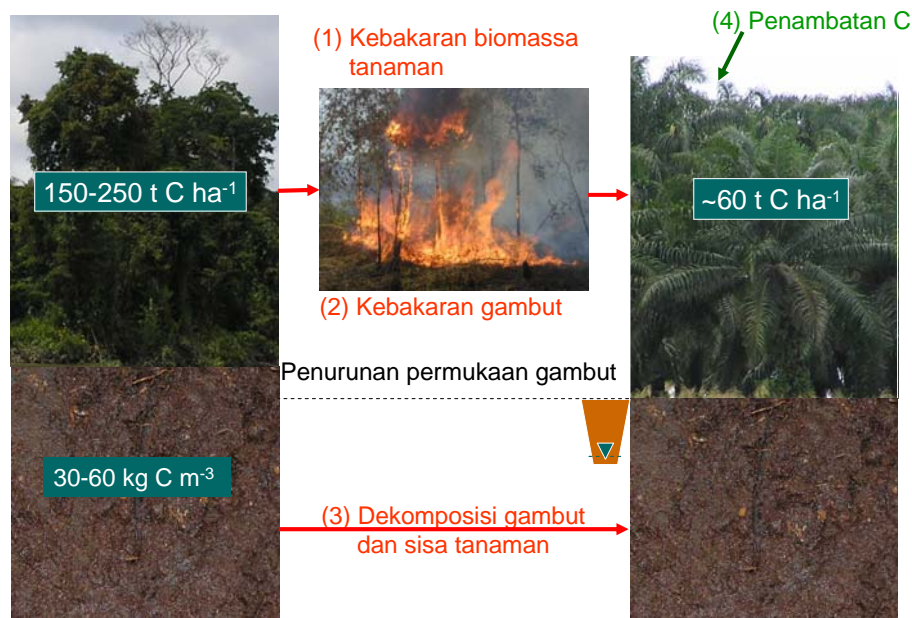 (4) Penambatan C
(1) Kebakaran biomassa
tanaman
150-250 t C ha⁻¹
~60 t C ha⁻¹
(2) Kebakaran gambut
Penurunan permukaan gambut
30-60 kg C m⁻³
(3) Dekomposisi gambut
dan sisa tanaman